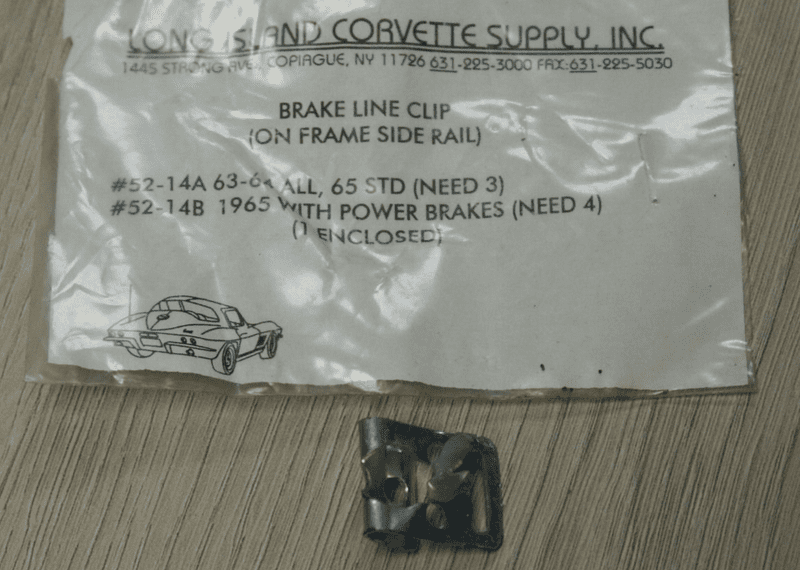 LONG ISLAND CORVETTE SUPPLY, INC.
1445 STRONG AVE, COPIAGUE, NY 11726 631-225-3000 FAX:631-225-5030
BRAKE LINE CLIP
(ON FRAME SIDE RAIL)
#52-14A 63-64 ALL, 65 STD (NEED 3)
#52-14B 1965 WITH POWER BRAKES (NEED 4)
(1 ENCLOSED)